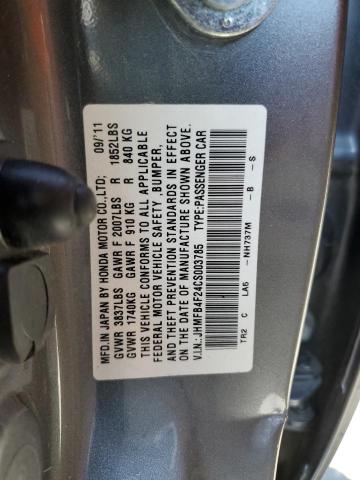 MFD.IN JAPAN BY HONDA MOTOR CO.,LTD; 09/'11
GVWR 3837LBS GAWR F 2007LBS R 1852LBS
GVWR 1740KG GAWR F 910 KG R 840 KG
THIS VEHICLE CONFORMS TO ALL APPLICABLE
FEDERAL MOTOR VEHICLE SAFETY, BUMPER,
AND THEFT PREVENTION STANDARDS IN EFFECT
ON THE DATE OF MANUFACTURE SHOWN ABOVE.
V.I.N.:JHMFB4F24CS003785 TYPE:PASSENGER CAR
TR2 C LA5 -NH737M -B -S